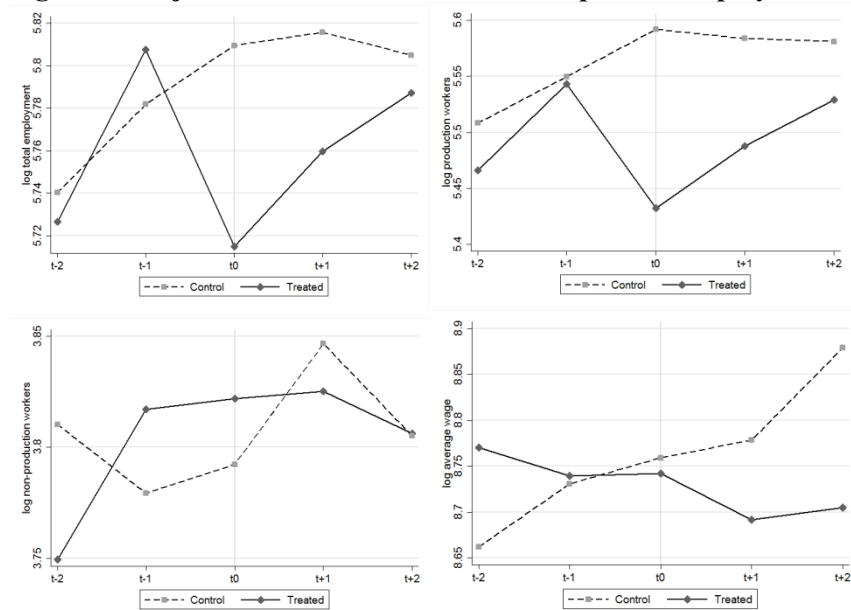 log total employment
5.82
5.8
5.78
5.76
5.74
5.72
t-2 t-1 t0 t+1 t+2
Control Treated
log production workers
5.6
5.55
5.5
5.45
5.4
t-2 t-1 t0 t+1 t+2
Control Treated
log non-production workers
3.85
3.8
3.75
t-2 t-1 t0 t+1 t+2
Control Treated
log average wage
8.9
8.85
8.8
8.75
8.7
8.65
t-2 t-1 t0 t+1 t+2
Control Treated